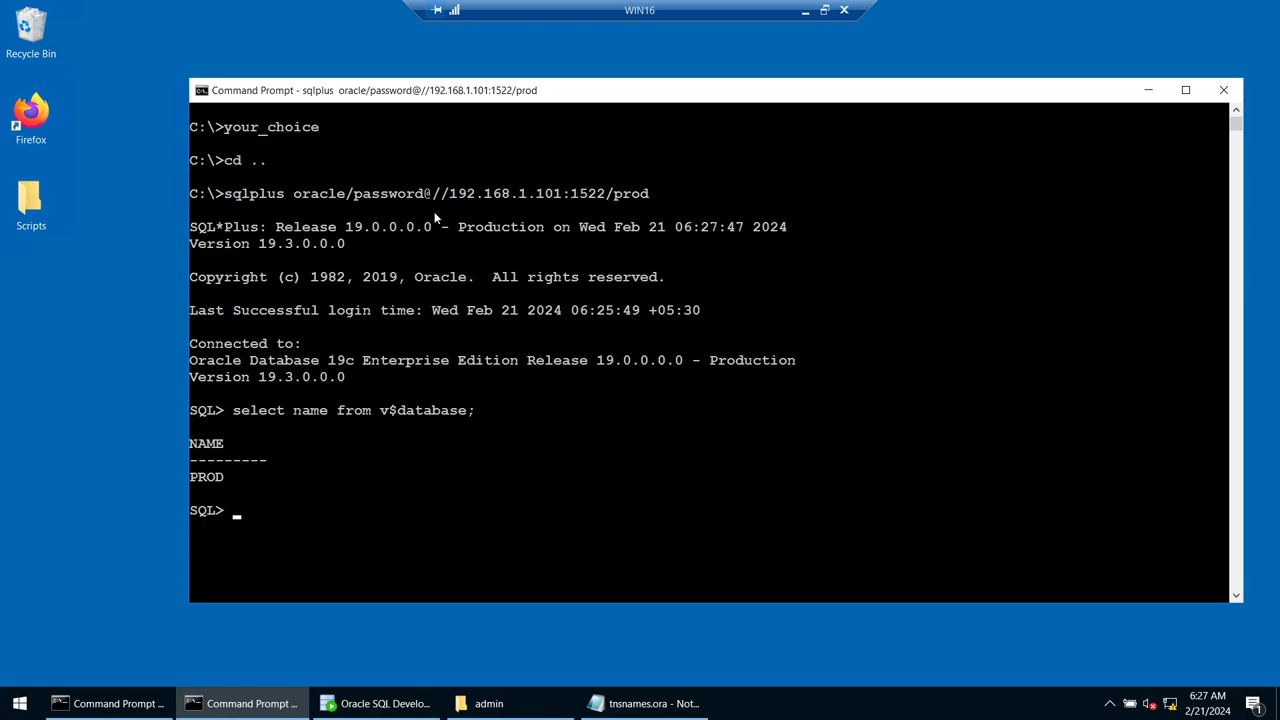 WIN16
Recycle Bin
Firefox
Scripts
Command Prompt - sqlplus  oracle/password@//192.168.1.101:1522/prod
C:\>your_choice
C:\>cd ..
C:\>sqlplus oracle/password@//192.168.1.101:1522/prod
SQL*Plus: Release 19.0.0.0.0 - Production on Wed Feb 21 06:27:47 2024
Version 19.3.0.0.0
Copyright (c) 1982, 2019, Oracle.  All rights reserved.
Last Successful login time: Wed Feb 21 2024 06:25:49 +05:30
Connected to:
Oracle Database 19c Enterprise Edition Release 19.0.0.0.0 - Production
Version 19.3.0.0.0
SQL> select name from v$database;
NAME
---------
PROD
SQL> _
Command Prompt ...
Command Prompt ...
Oracle SQL Develo...
admin
tnsnames.ora - Not...
6:27 AM
2/21/2024
1